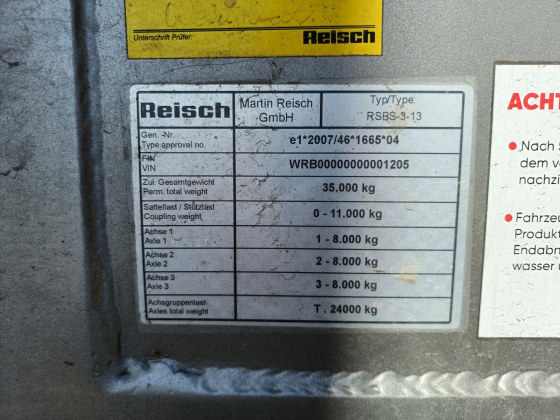 Unterschrift Prüfer: Reisch
Reisch Martin Reisch GmbH Typ/Type RSBS-3-13
Gen. -Nr.
Type approval no. e1*2007/46*1665*04
FIN
VIN WRB00000000001205
Zul. Gesamtgewicht
Perm. total weight 35.000 kg
Sattellast / Stützlast
Coupling weight 0 - 11.000 kg
Achse 1
Axle 1 1 - 8.000 kg
Achse 2
Axle 2 2 - 8.000 kg
Achse 3
Axle 3 3 - 8.000 kg
Achsgruppenlast
Axles total weight T . 24000 kg
ACHT
Nach
dem v
nachzi
Fahrzeu
Produkt
Endabn
wasser